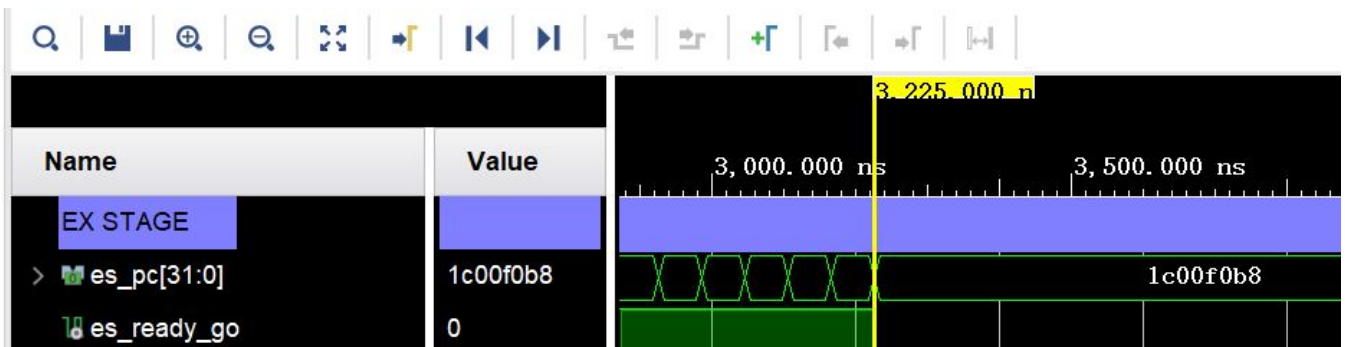 3,225.000 n
Name Value 3,000.000 ns 3,500.000 ns
EX STAGE
es_pc[31:0] 1c00f0b8 1c00f0b8
es_ready_go 0